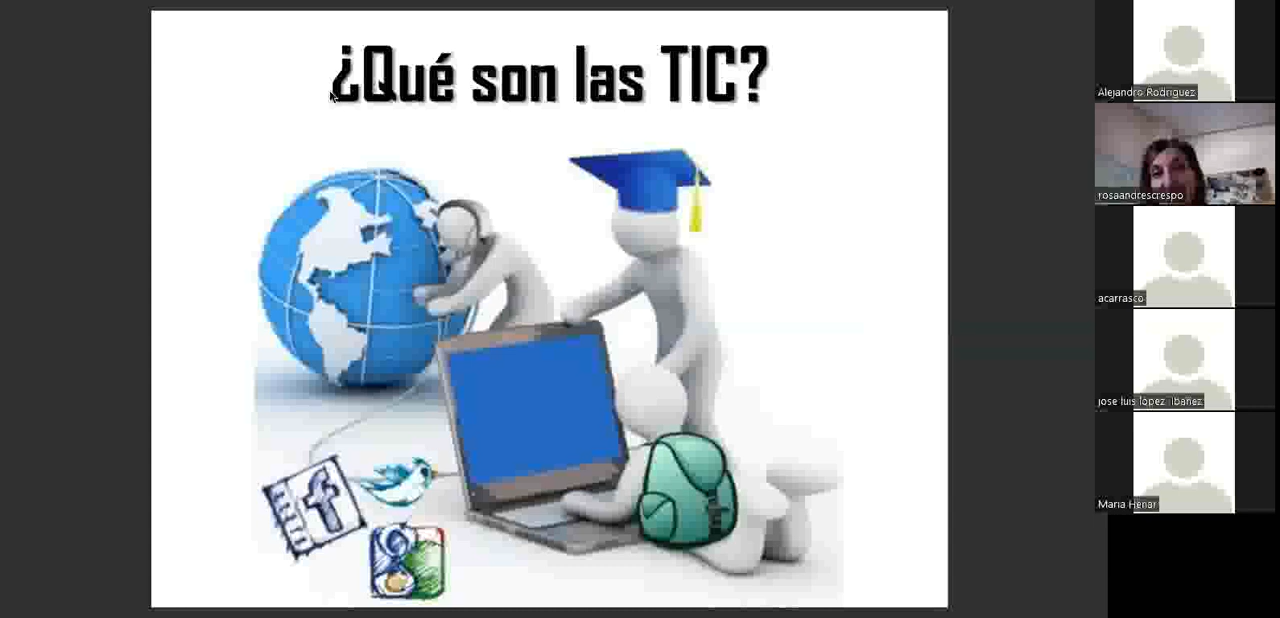 ¿Qué son las TIC?
f
Alejandro Rodriguez
rosaandrescrespo
acarrasco
jose luis lopez ibañez
Maria Henar